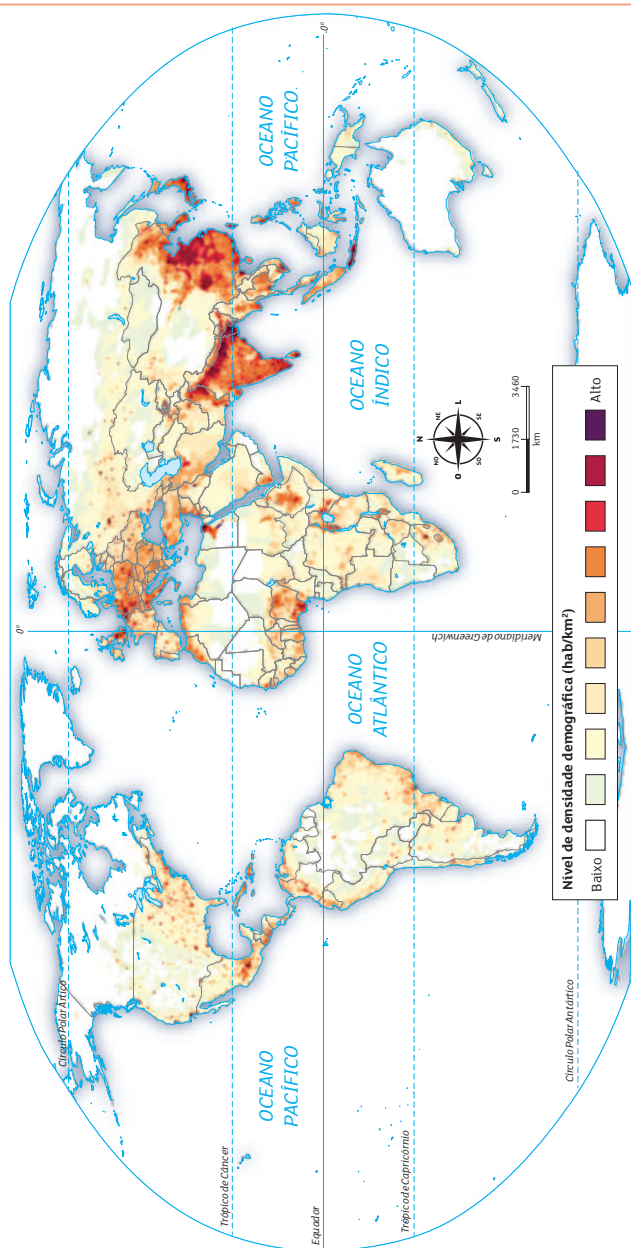 Círculo Polar Ártico
0°
OCEANO
PACÍFICO
Trópico de Câncer
OCEANO
PACÍFICO
Equador
0°
OCEANO
ATLÂNTICO
OCEANO
ÍNDICO
Trópico de Capricórnio
Meridiano de Greenwich
N
NO
NE
O
L
SO
SE
S
0
1730
3460
km
Círculo Polar Antártico
Nível de densidade demográfica (hab/km²)
Baixo
Alto